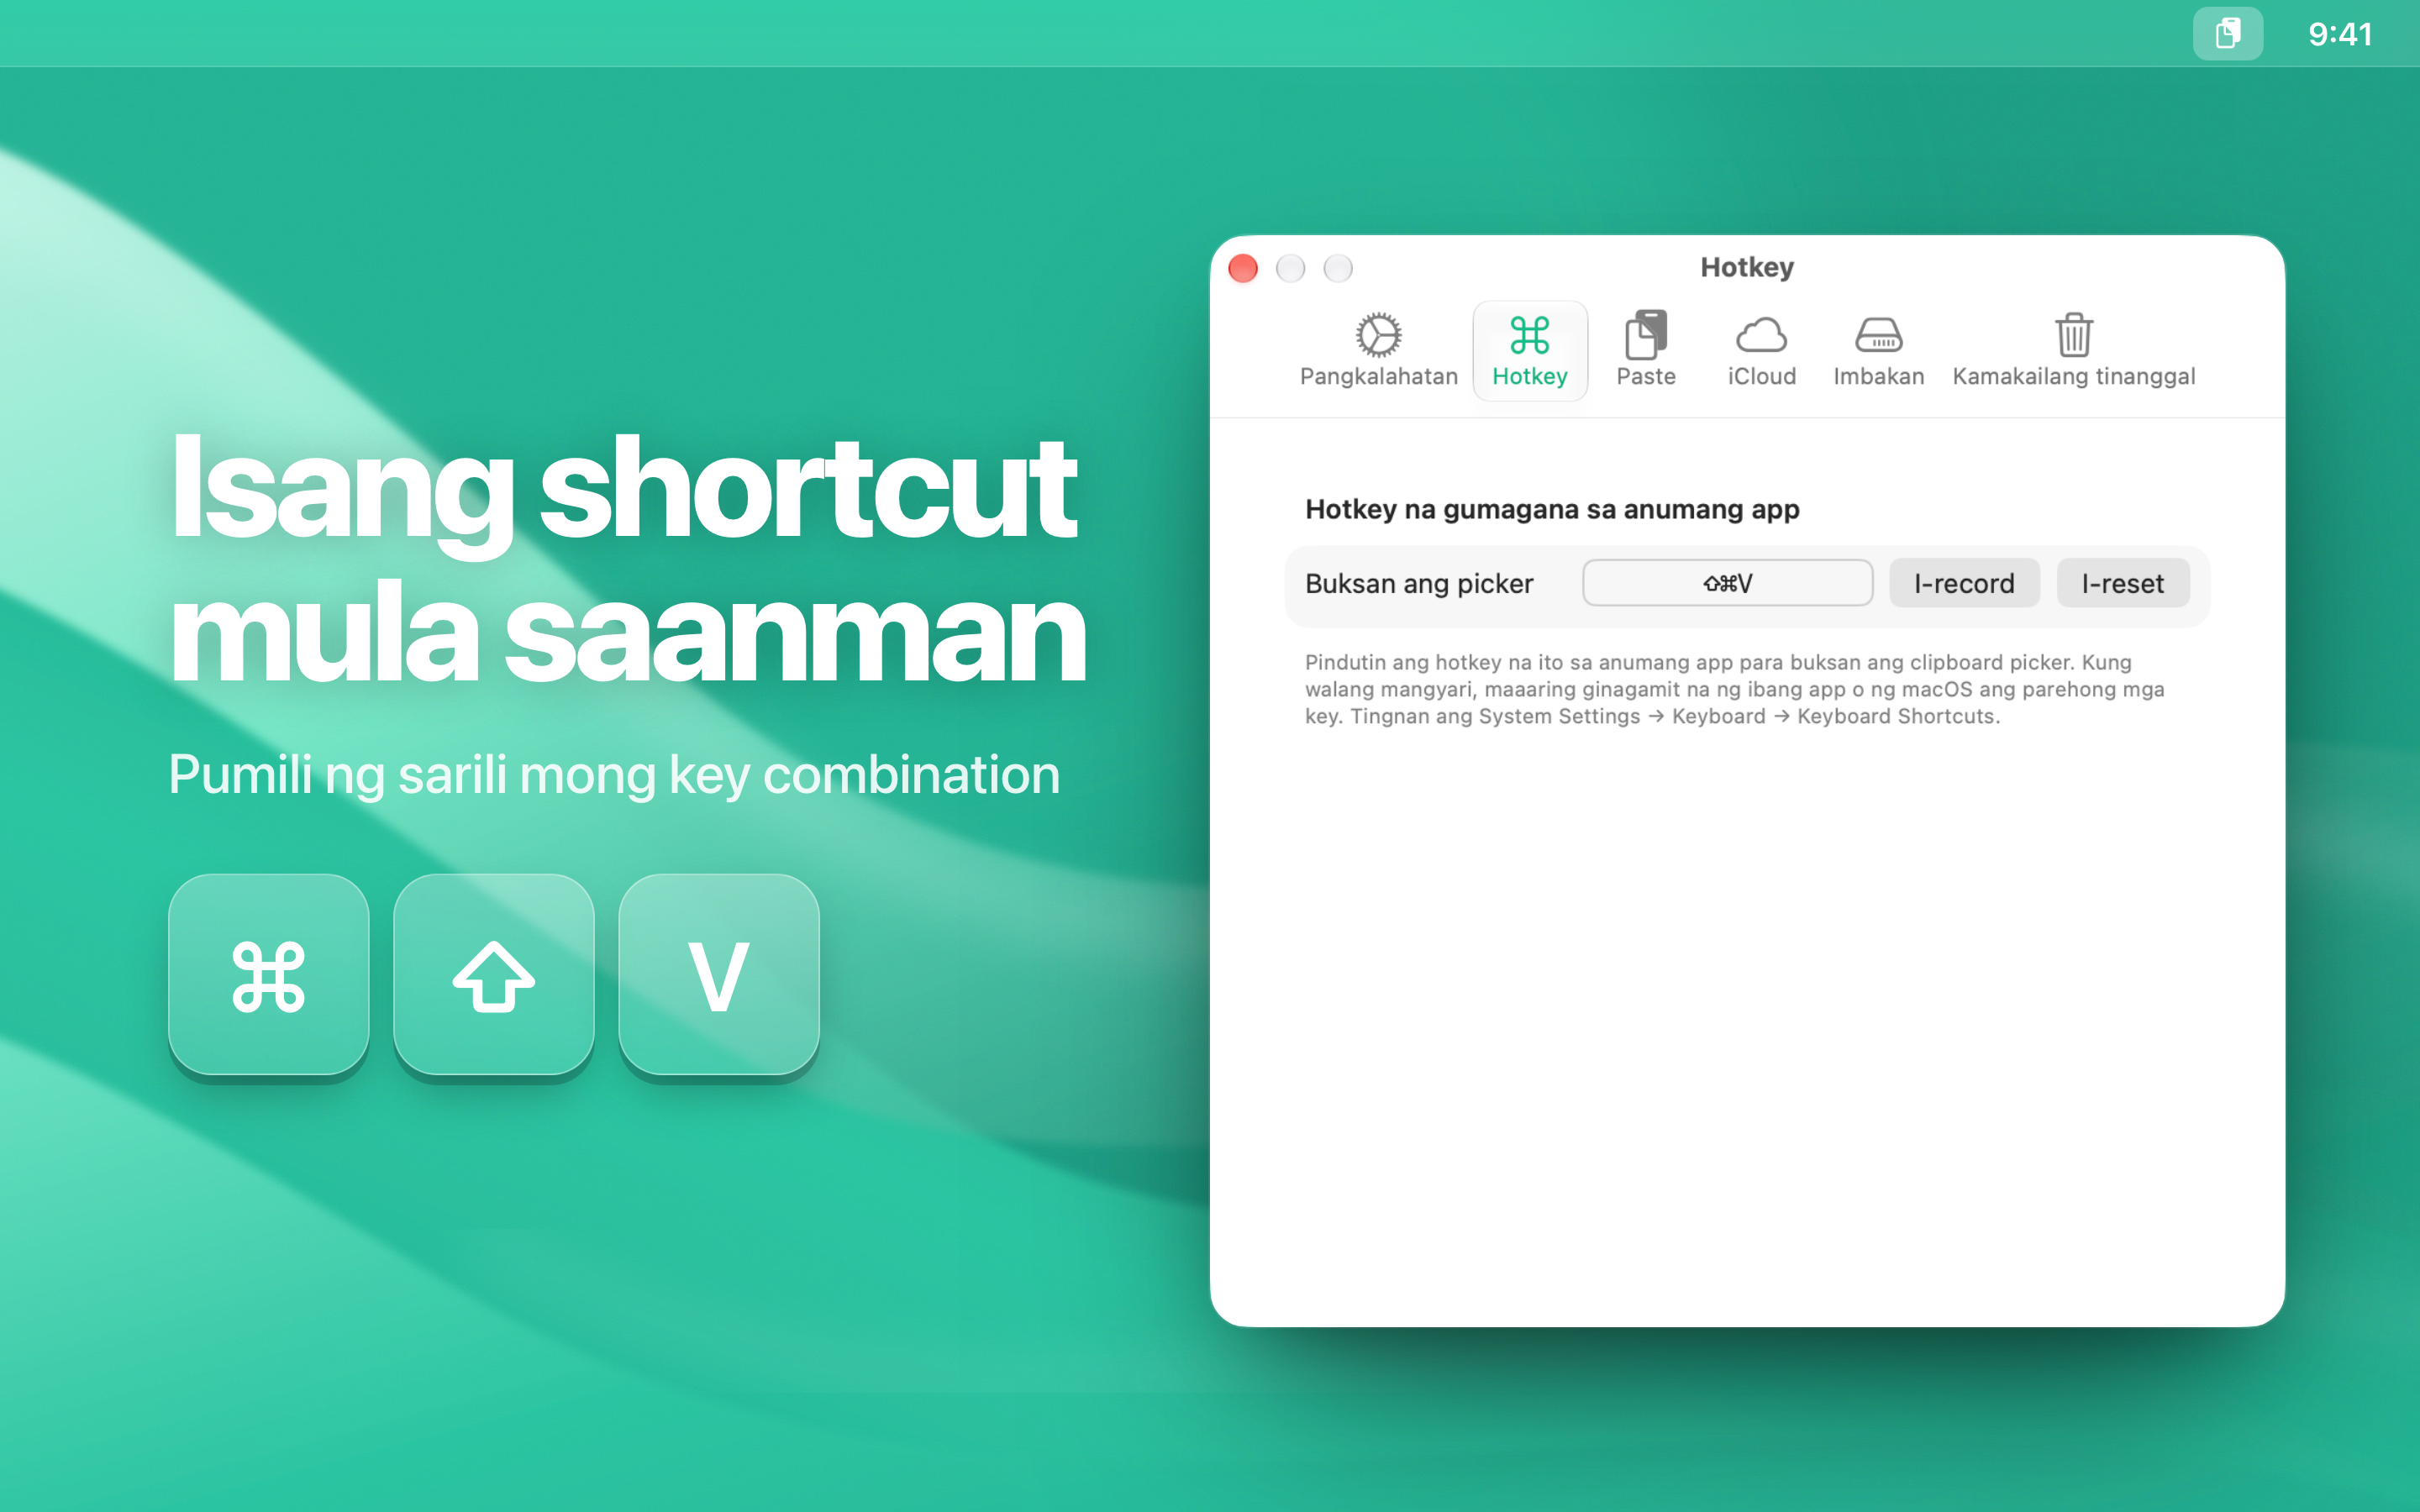 9:41
Isang shortcut
mula saanman
Pumili ng sarili mong key combination
⌘ ⇧ V
Hotkey
Pangkalahatan Hotkey Paste iCloud Imbakan Kamakailang tinanggal
Hotkey na gumagana sa anumang app
Buksan ang picker ⇧⌘V I-record I-reset
Pindutin ang hotkey na ito sa anumang app para buksan ang clipboard picker. Kung
walang mangyari, maaaring ginagamit na ng ibang app o ng macOS ang parehong mga
key. Tingnan ang System Settings → Keyboard → Keyboard Shortcuts.